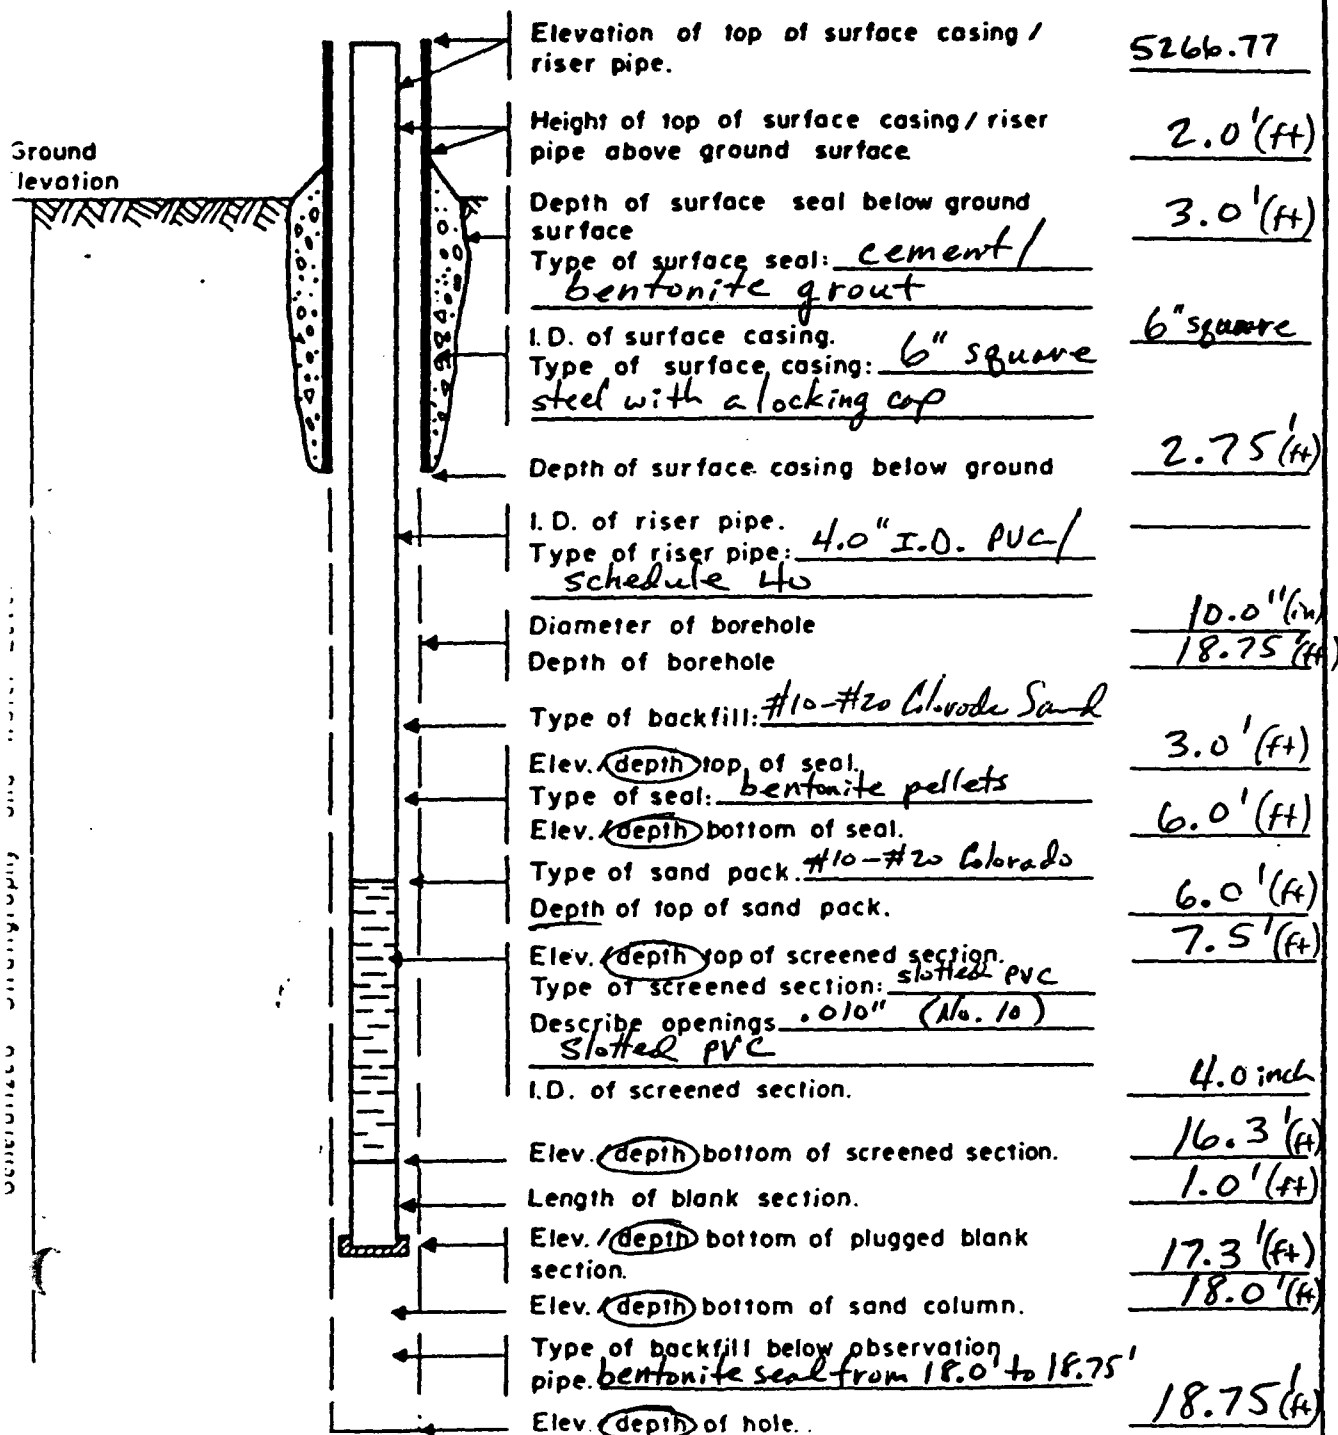 Elevation of top of surface casing / riser pipe. 5266.77
Height of top of surface casing / riser pipe above ground surface 2.0' (ft)
Ground
levation
Depth of surface seal below ground surface 3.0' (ft)
Type of surface seal: cement /
bentonite grout
I.D. of surface casing. 6" square
Type of surface casing: 6" square
steel with a locking cap
Depth of surface casing below ground 2.75' (ft)
I.D. of riser pipe.
Type of riser pipe: 4.0" I.D. PVC /
schedule 40
Diameter of borehole 10.0" (in)
Depth of borehole 18.75' (ft)
Type of backfill: #10-#20 Colorado Sand
Elev. / depth top of seal. 3.0' (ft)
Type of seal: bentonite pellets
Elev. / depth bottom of seal. 6.0' (ft)
Type of sand pack. #10-#20 Colorado
Depth of top of sand pack. 6.0' (ft)
Elev. / depth top of screened section. 7.5' (ft)
Type of screened section: slotted PVC
Describe openings .010" (No. 10)
Slotted PVC
I.D. of screened section. 4.0 inch
Elev. / depth bottom of screened section. 16.3' (ft)
Length of blank section. 1.0' (ft)
Elev. / depth bottom of plugged blank
section. 17.3' (ft)
Elev. / depth bottom of sand column. 18.0' (ft)
Type of backfill below observation
pipe. bentonite seal from 18.0' to 18.75'
Elev. depth of hole.. 18.75' (ft)